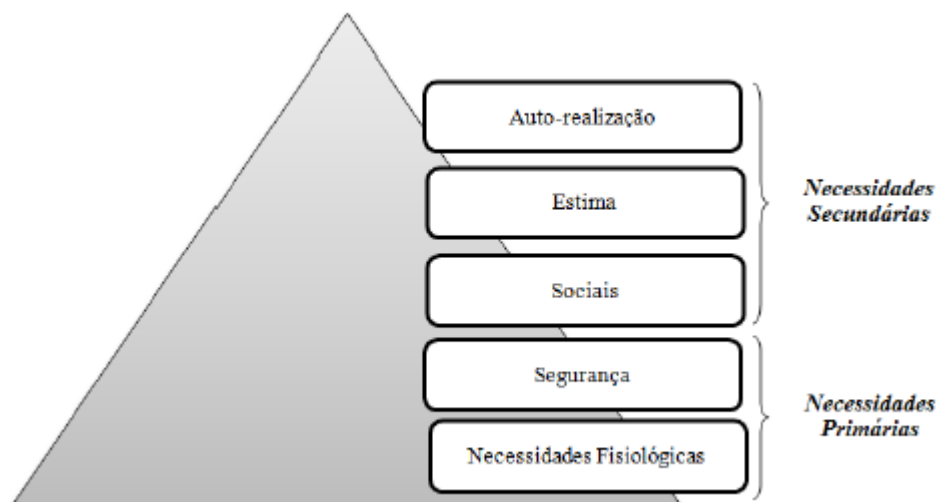 Auto-realização
Estima
Necessidades
Secundárias
Sociais
Segurança
Necessidades
Primárias
Necessidades Fisiológicas